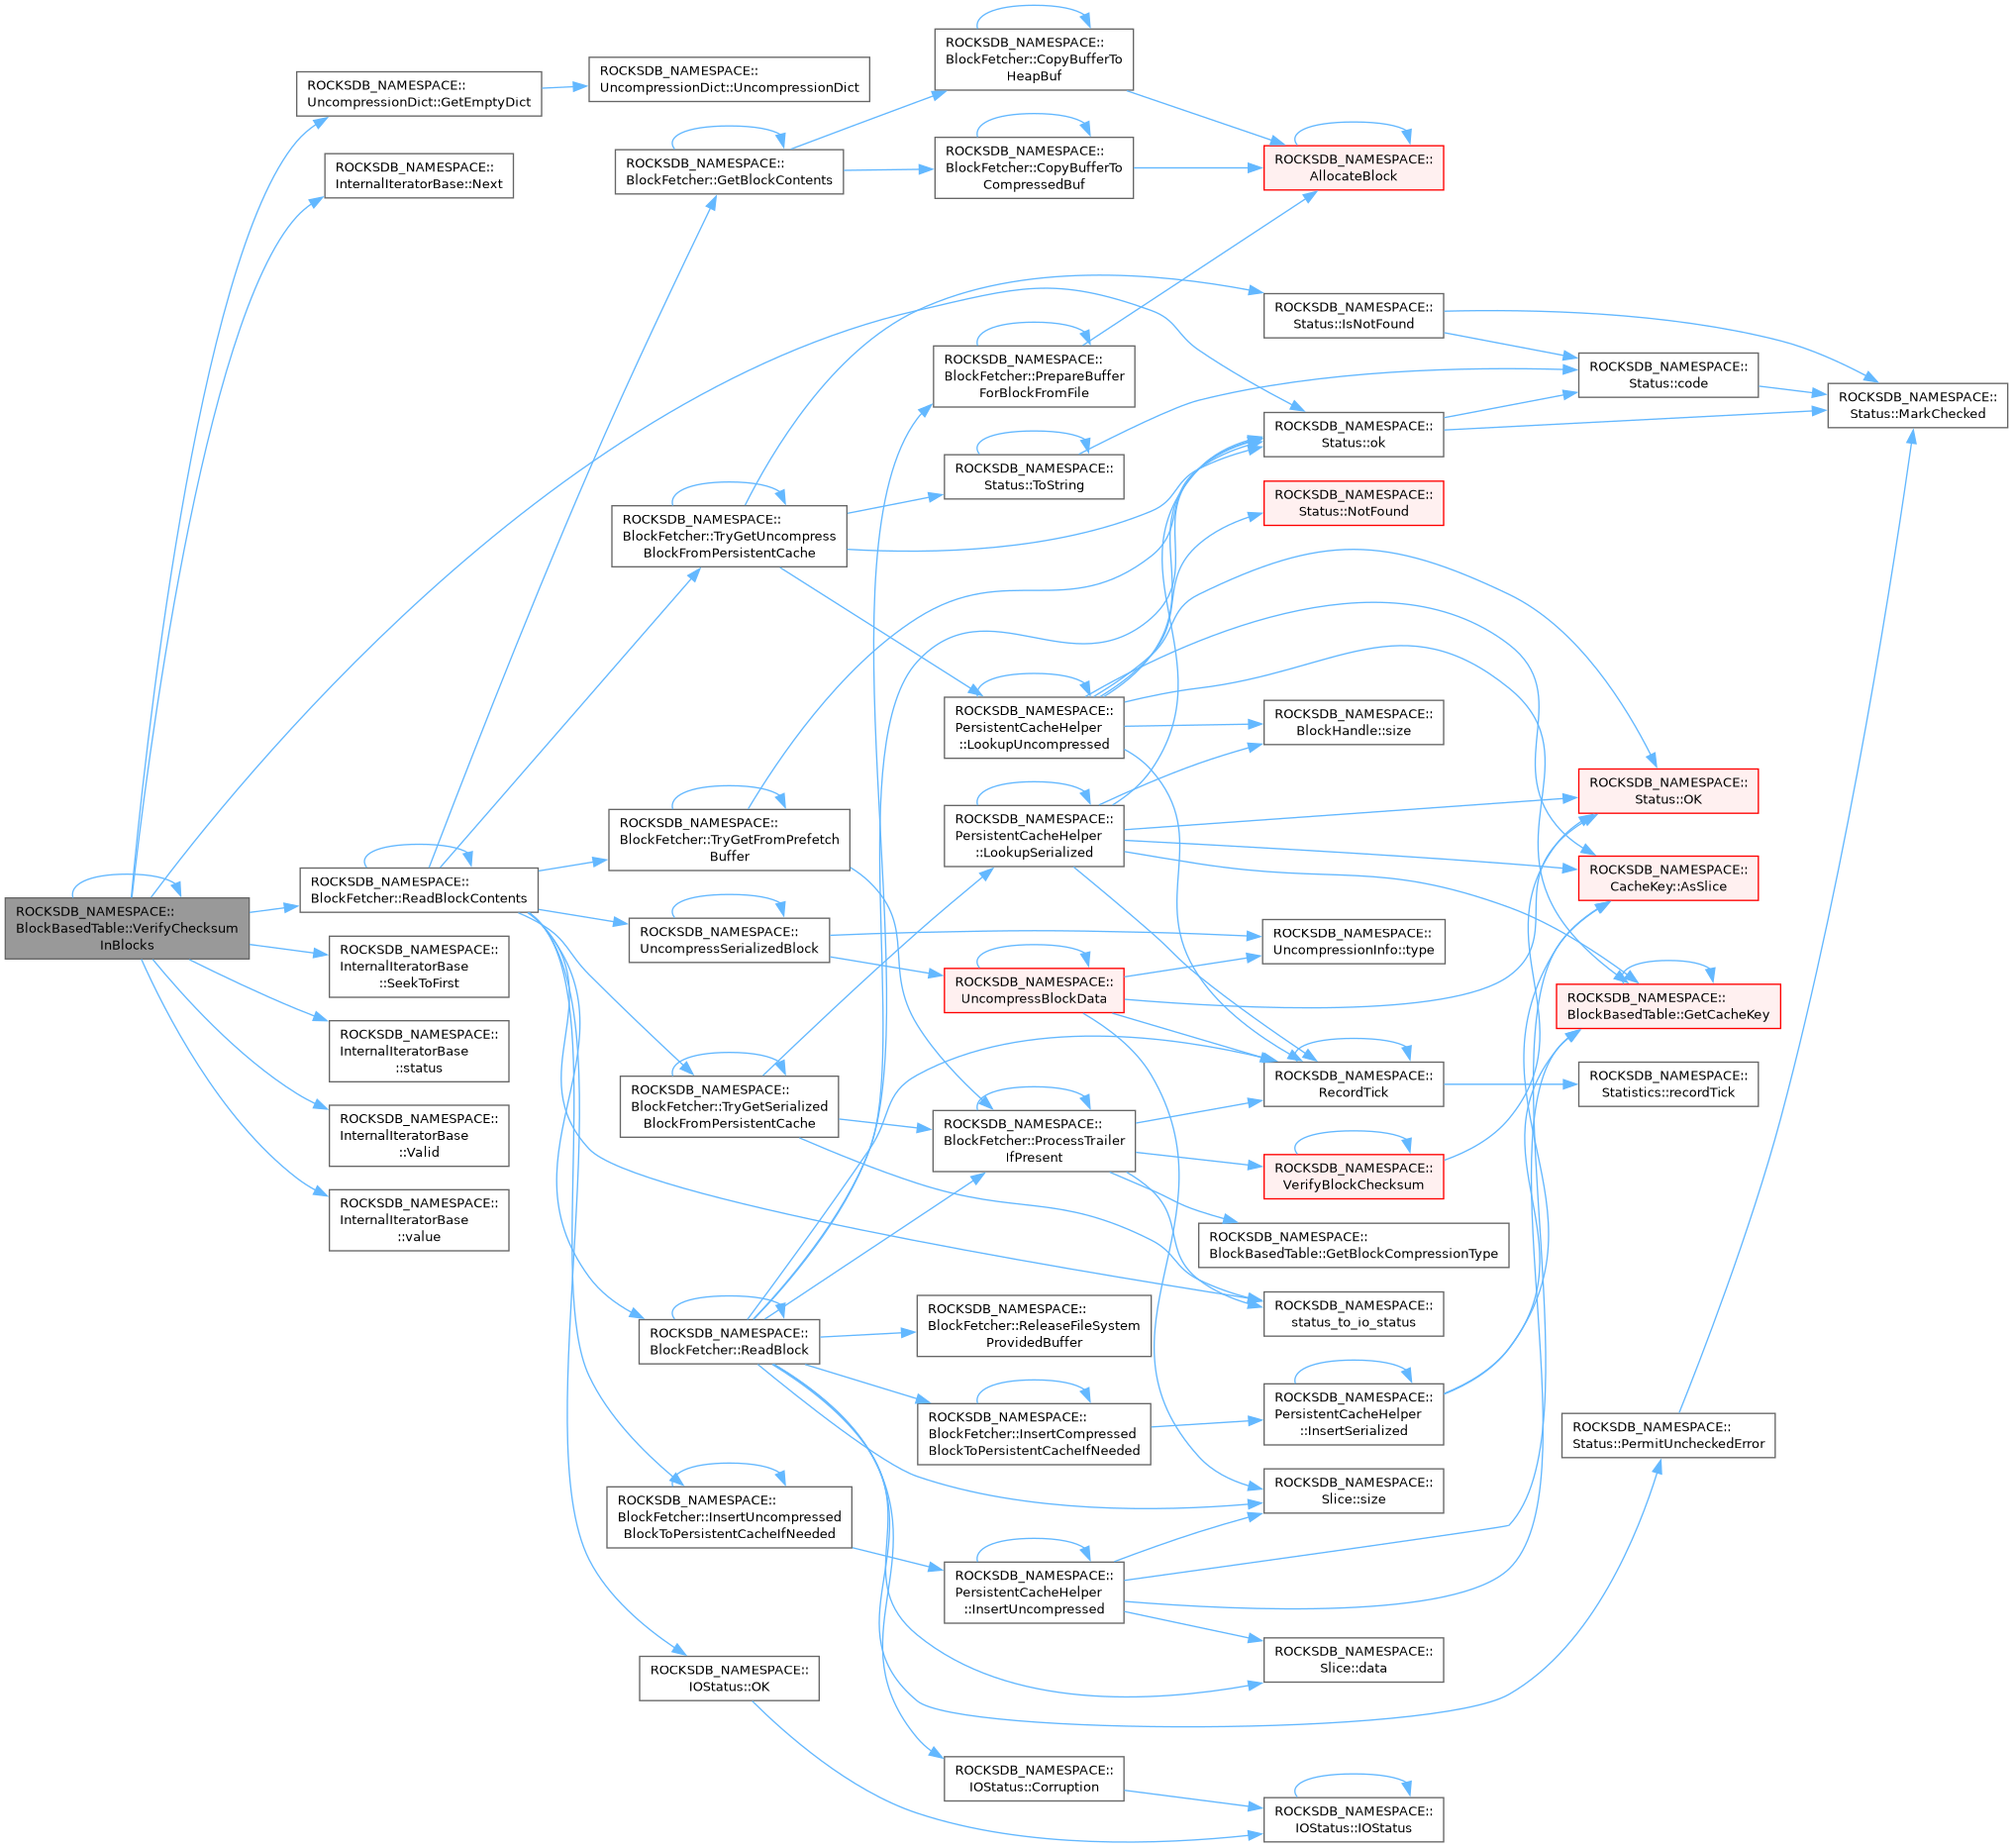 ROCKSDB_NAMESPACE::
BlockBasedTable::VerifyChecksum
InBlocks
ROCKSDB_NAMESPACE::
UncompressionDict::GetEmptyDict
ROCKSDB_NAMESPACE::
InternalIteratorBase::Next
ROCKSDB_NAMESPACE::
BlockFetcher::ReadBlockContents
ROCKSDB_NAMESPACE::
InternalIteratorBase
::SeekToFirst
ROCKSDB_NAMESPACE::
InternalIteratorBase
::status
ROCKSDB_NAMESPACE::
InternalIteratorBase
::Valid
ROCKSDB_NAMESPACE::
InternalIteratorBase
::value
ROCKSDB_NAMESPACE::
UncompressionDict::UncompressionDict
ROCKSDB_NAMESPACE::
BlockFetcher::GetBlockContents
ROCKSDB_NAMESPACE::
BlockFetcher::TryGetUncompress
BlockFromPersistentCache
ROCKSDB_NAMESPACE::
BlockFetcher::TryGetFromPrefetch
Buffer
ROCKSDB_NAMESPACE::
UncompressSerializedBlock
ROCKSDB_NAMESPACE::
BlockFetcher::TryGetSerialized
BlockFromPersistentCache
ROCKSDB_NAMESPACE::
BlockFetcher::ReadBlock
ROCKSDB_NAMESPACE::
BlockFetcher::InsertUncompressed
BlockToPersistentCacheIfNeeded
ROCKSDB_NAMESPACE::
IOStatus::OK
ROCKSDB_NAMESPACE::
BlockFetcher::CopyBufferTo
HeapBuf
ROCKSDB_NAMESPACE::
BlockFetcher::CopyBufferTo
CompressedBuf
ROCKSDB_NAMESPACE::
BlockFetcher::PrepareBuffer
ForBlockFromFile
ROCKSDB_NAMESPACE::
Status::ToString
ROCKSDB_NAMESPACE::
PersistentCacheHelper
::LookupUncompressed
ROCKSDB_NAMESPACE::
PersistentCacheHelper
::LookupSerialized
ROCKSDB_NAMESPACE::
UncompressBlockData
ROCKSDB_NAMESPACE::
BlockFetcher::ProcessTrailer
IfPresent
ROCKSDB_NAMESPACE::
BlockFetcher::ReleaseFileSystem
ProvidedBuffer
ROCKSDB_NAMESPACE::
BlockFetcher::InsertCompressed
BlockToPersistentCacheIfNeeded
ROCKSDB_NAMESPACE::
PersistentCacheHelper
::InsertUncompressed
ROCKSDB_NAMESPACE::
IOStatus::Corruption
ROCKSDB_NAMESPACE::
AllocateBlock
ROCKSDB_NAMESPACE::
Status::IsNotFound
ROCKSDB_NAMESPACE::
Status::ok
ROCKSDB_NAMESPACE::
Status::NotFound
ROCKSDB_NAMESPACE::
BlockHandle::size
ROCKSDB_NAMESPACE::
UncompressionInfo::type
ROCKSDB_NAMESPACE::
RecordTick
ROCKSDB_NAMESPACE::
VerifyBlockChecksum
ROCKSDB_NAMESPACE::
BlockBasedTable::GetBlockCompressionType
ROCKSDB_NAMESPACE::
status_to_io_status
ROCKSDB_NAMESPACE::
PersistentCacheHelper
::InsertSerialized
ROCKSDB_NAMESPACE::
Slice::size
ROCKSDB_NAMESPACE::
Slice::data
ROCKSDB_NAMESPACE::
IOStatus::IOStatus
ROCKSDB_NAMESPACE::
Status::code
ROCKSDB_NAMESPACE::
Status::OK
ROCKSDB_NAMESPACE::
CacheKey::AsSlice
ROCKSDB_NAMESPACE::
BlockBasedTable::GetCacheKey
ROCKSDB_NAMESPACE::
Statistics::recordTick
ROCKSDB_NAMESPACE::
Status::PermitUncheckedError
ROCKSDB_NAMESPACE::
Status::MarkChecked